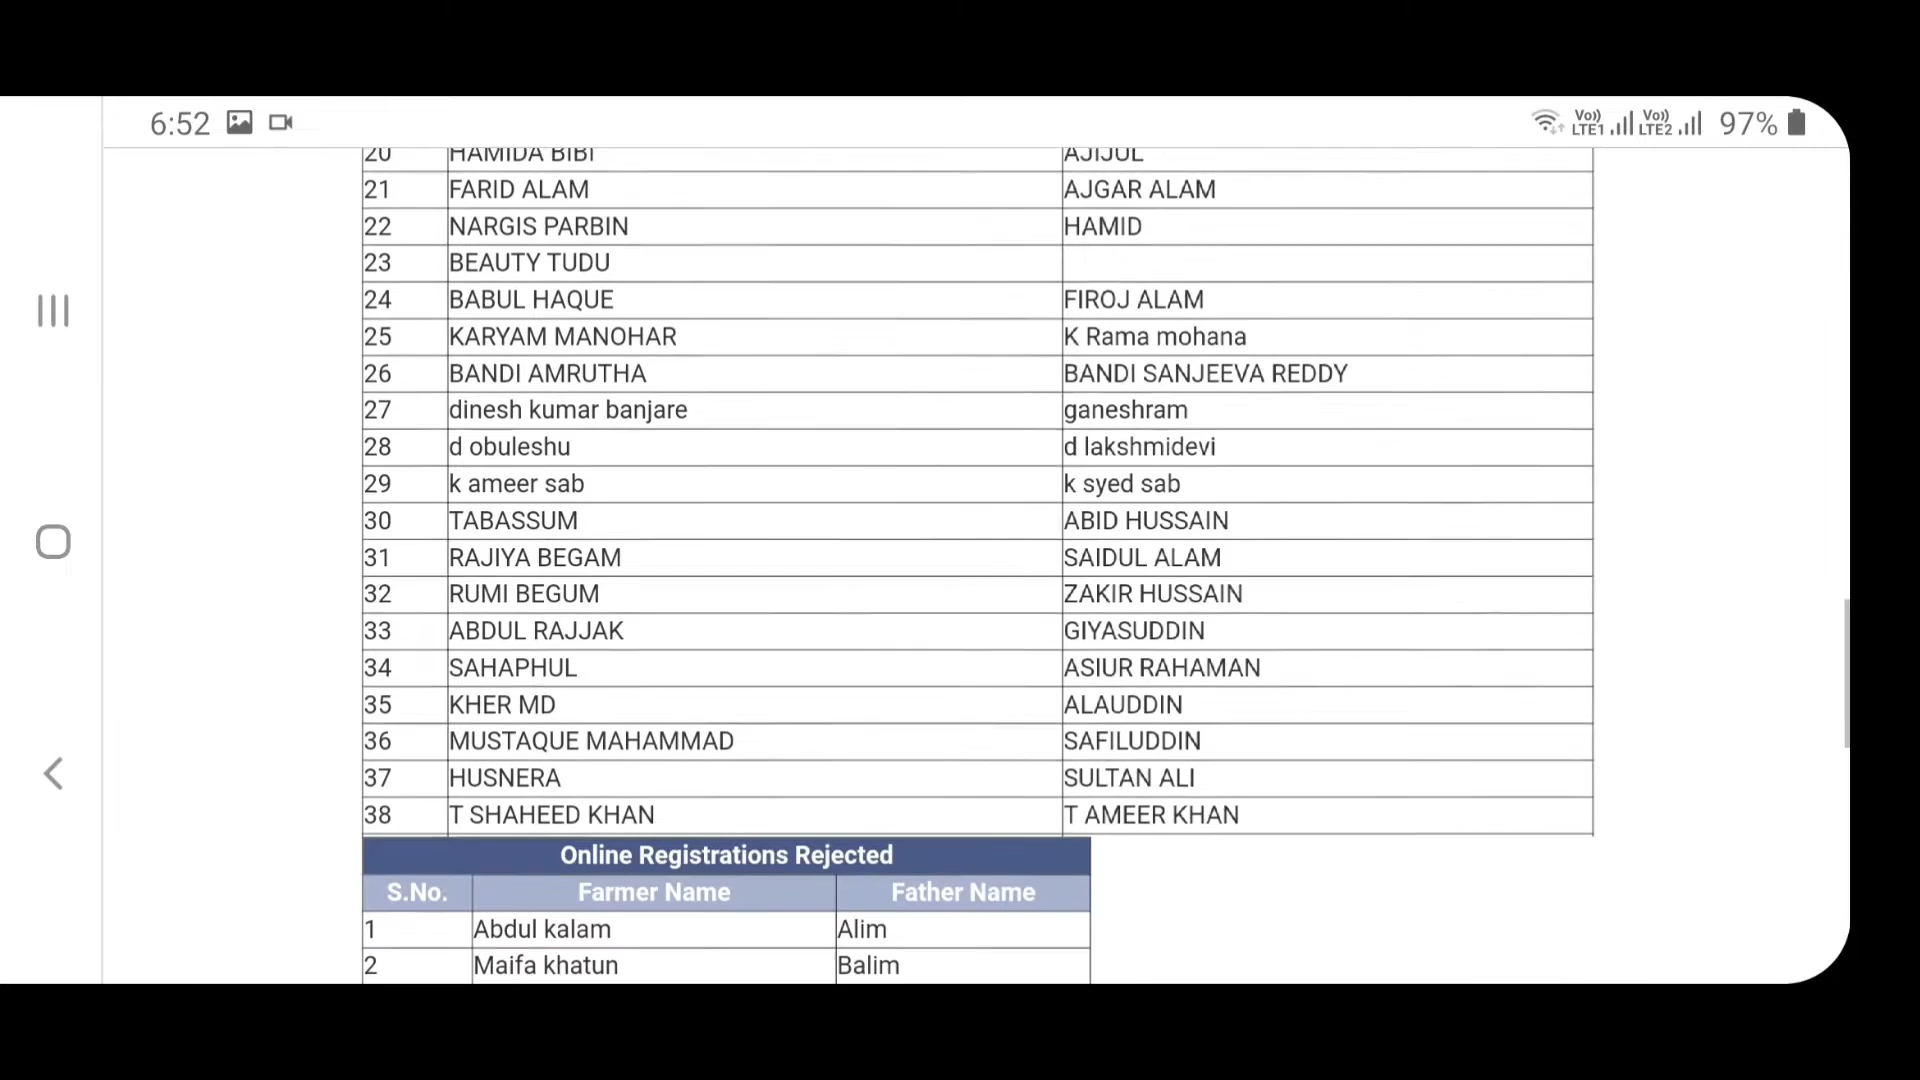 6:52 Vo)) LTE1 Vo)) LTE2 97%
20 HAMIDA BIBI AJIJUL
21 FARID ALAM AJGAR ALAM
22 NARGIS PARBIN HAMID
23 BEAUTY TUDU
24 BABUL HAQUE FIROJ ALAM
25 KARYAM MANOHAR K Rama mohana
26 BANDI AMRUTHA BANDI SANJEEVA REDDY
27 dinesh kumar banjare ganeshram
28 d obuleshu d lakshmidevi
29 k ameer sab k syed sab
30 TABASSUM ABID HUSSAIN
31 RAJIYA BEGAM SAIDUL ALAM
32 RUMI BEGUM ZAKIR HUSSAIN
33 ABDUL RAJJAK GIYASUDDIN
34 SAHAPHUL ASIUR RAHAMAN
35 KHER MD ALAUDDIN
36 MUSTAQUE MAHAMMAD SAFILUDDIN
37 HUSNERA SULTAN ALI
38 T SHAHEED KHAN T AMEER KHAN
Online Registrations Rejected
S.No. Farmer Name Father Name
1 Abdul kalam Alim
2 Maifa khatun Balim